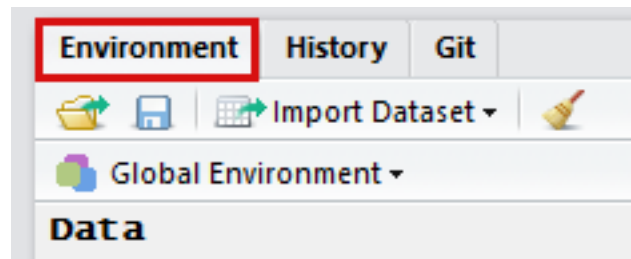 Environment History Git
Import Dataset
Global Environment
Data